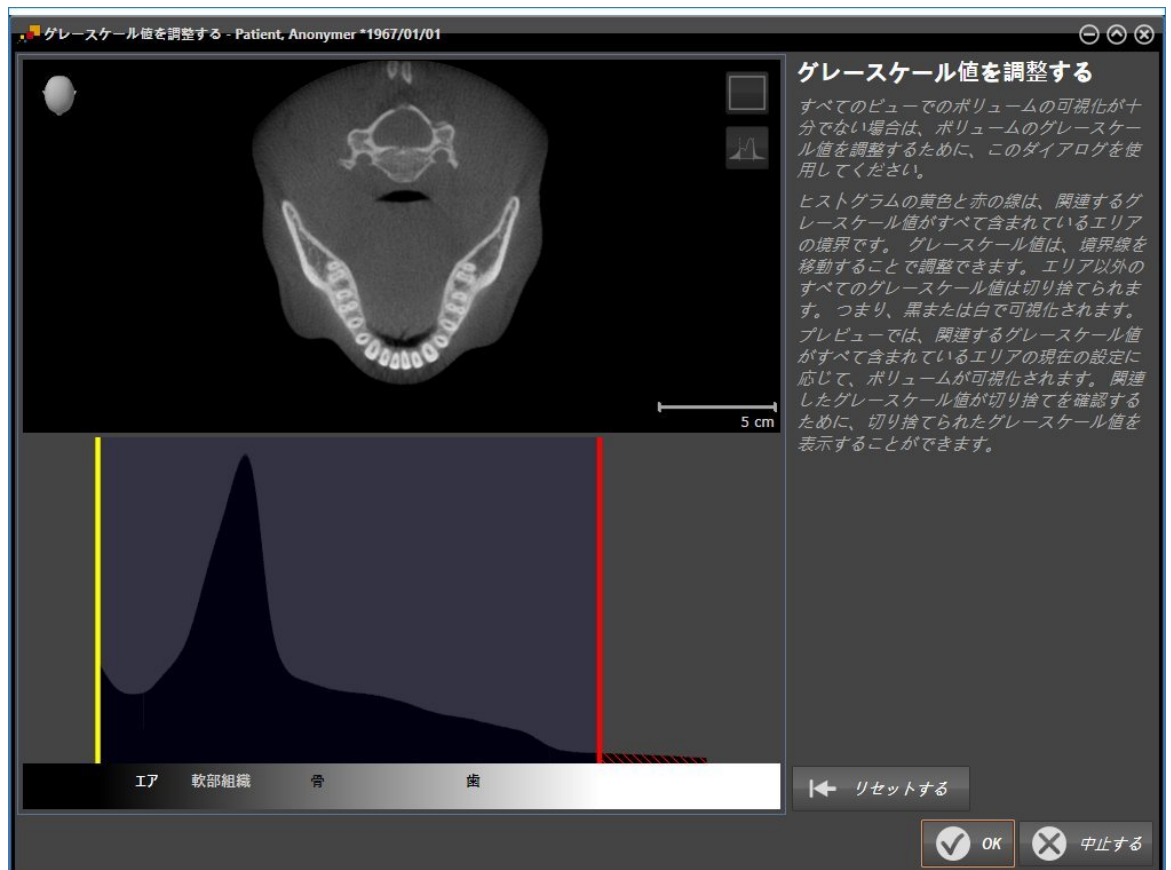 グレースケール値を調整する - Patient, Anonymer *1967/01/01
グレースケール値を調整する
すべてのビューでのボリュームの可視化が十
分でない場合は、ボリュームのグレースケー
ル値を調整するために、このダイアログを使
用してください。
ヒストグラムの黄色と赤の線は、関連するグ
レースケール値がすべて含まれているエリア
の境界です。 グレースケール値は、境界線を
移動することで調整できます。 エリア以外の
すべてのグレースケール値は切り捨てられま
す。 つまり、黒または白で可視化されます。
プレビューでは、関連するグレースケール値
がすべて含まれているエリアの現在の設定に
応じて、ボリュームが可視化されます。 関連
したグレースケール値が切り捨てを確認する
ために、切り捨てられたグレースケール値を
表示することができます。
5 cm
エア 軟部組織 骨 歯
リセットする
OK 中止する